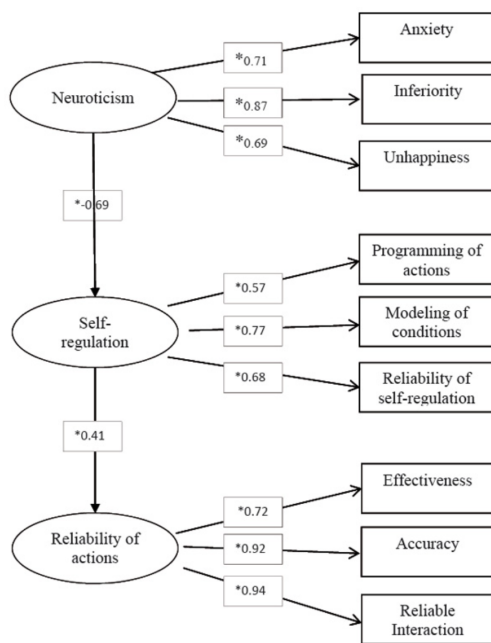 Anxiety
*0.71
Neuroticism
*0.87
Inferiority
*0.69
Unhappiness
*-0.69
Programming of
actions
*0.57
Self-
regulation
*0.77
Modeling of
conditions
*0.68
Reliability of
self-regulation
*0.41
Effectiveness
*0.72
Reliability of
actions
*0.92
Accuracy
*0.94
Reliable
Interaction